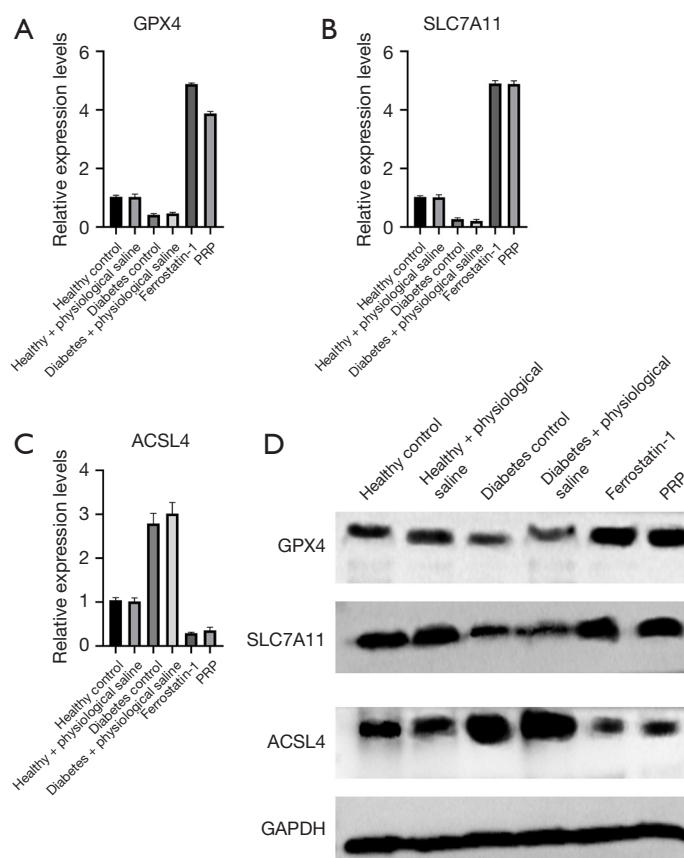 A
GPX4
Relative expression levels
6
4
2
0
Healthy control
Healthy + physiological saline
Diabetes control
Diabetes + physiological saline
Ferrostatin-1
PRP
B
SLC7A11
Relative expression levels
6
4
2
0
Healthy control
Healthy + physiological saline
Diabetes control
Diabetes + physiological saline
Ferrostatin-1
PRP
C
ACSL4
Relative expression levels
4
3
2
1
0
Healthy control
Healthy + physiological saline
Diabetes control
Diabetes + physiological saline
Ferrostatin-1
PRP
D
Healthy control
Healthy + physiological
saline
Diabetes control
Diabetes + physiological
saline
Ferrostatin-1
PRP
GPX4
SLC7A11
ACSL4
GAPDH